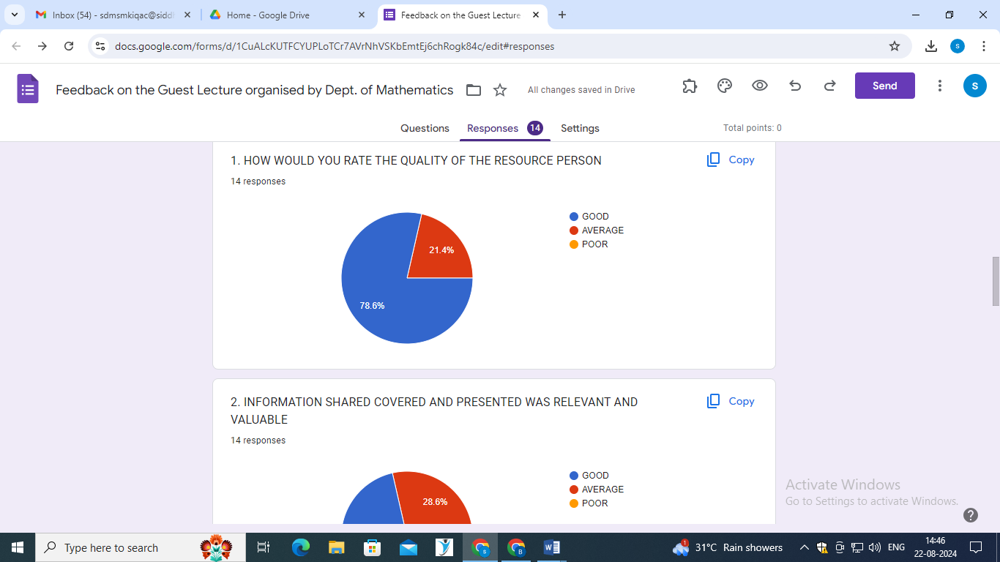 Inbox (54) - sdmsmkiqac@siddl
Home - Google Drive
Feedback on the Guest Lecture
docs.google.com/forms/d/1CuALcKUTFCYUPLoTCr7AVrNhVSKbEmtEj6chRogk84c/edit#responses
S
Feedback on the Guest Lecture organised by Dept. of Mathematics
All changes saved in Drive
Send
S
Questions
Responses 14
Settings
Total points: 0
1. HOW WOULD YOU RATE THE QUALITY OF THE RESOURCE PERSON
Copy
14 responses
GOOD
AVERAGE
POOR
21.4%
78.6%
2. INFORMATION SHARED COVERED AND PRESENTED WAS RELEVANT AND
VALUABLE
Copy
14 responses
GOOD
AVERAGE
POOR
28.6%
Activate Windows
Go to Settings to activate Windows.
Type here to search
1
31°C Rain showers
ENG
14:46
22-08-2024